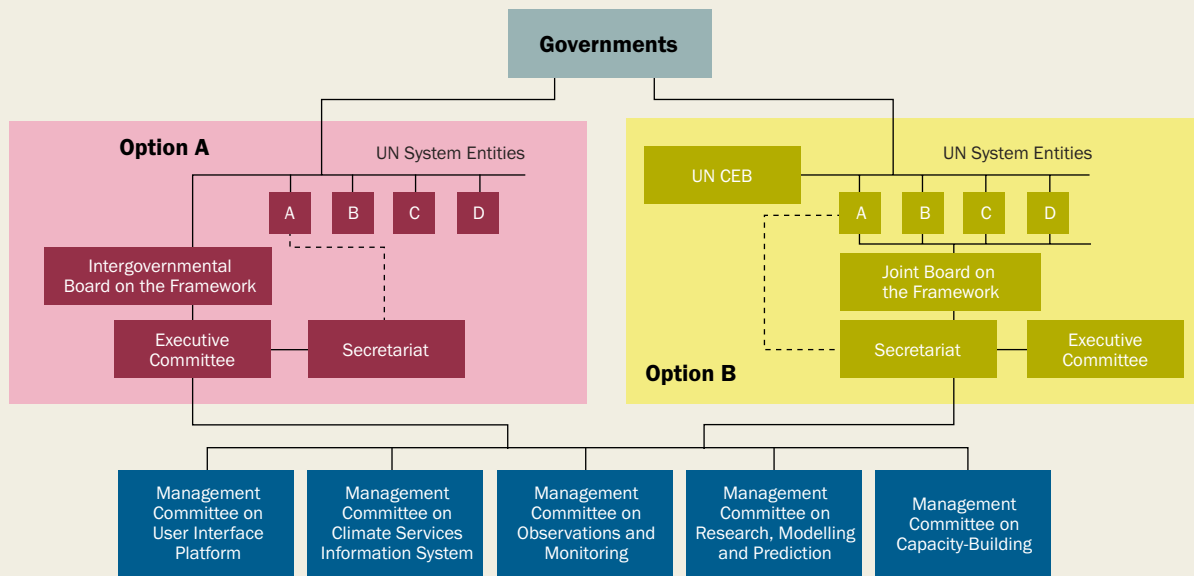 Governments
Option A
UN System Entities
A
B
C
D
Intergovernmental
Board on the Framework
Executive
Committee
Secretariat
UN System Entities
UN CEB
A
B
C
D
Joint Board on
the Framework
Secretariat
Executive
Committee
Option B
Management
Committee on
User Interface
Platform
Management
Committee on
Climate Services
Information System
Management
Committee on
Observations and
Monitoring
Management
Committee on
Research, Modelling
and Prediction
Management
Committee on
Capacity-Building